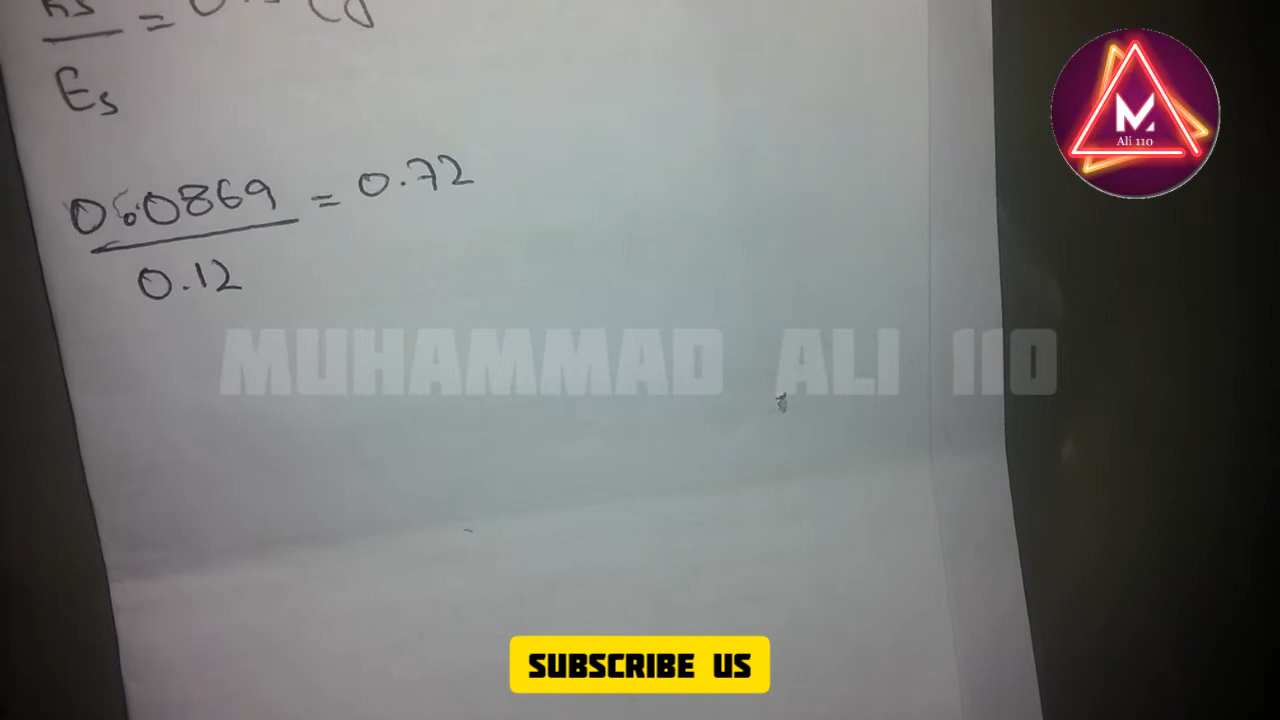 =
Es
0.0869 = 0.72
0.12
M
Ali 110
MUHAMMAD ALI 110
SUBSCRIBE US